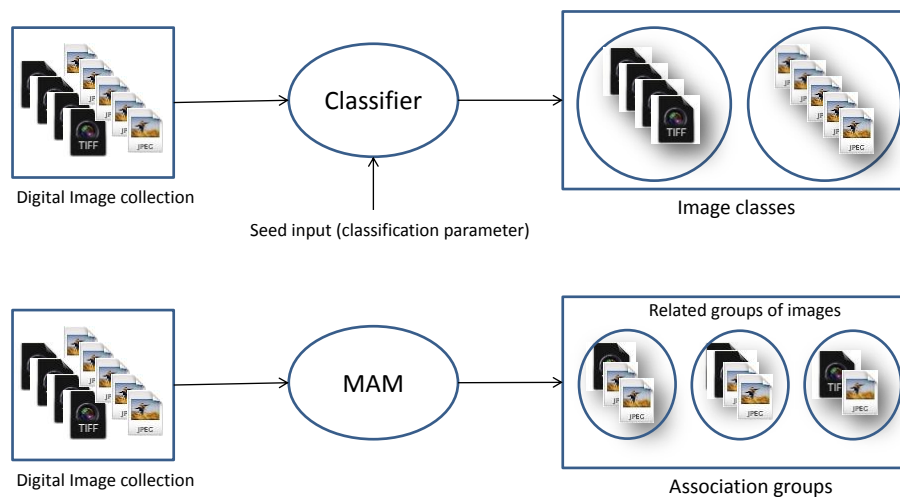 Classifier
TIFF
JPEG
TIFF
JPEG
Digital Image collection
Image classes
Seed input (classification parameter)
Related groups of images
MAM
TIFF
JPEG
JPEG
JPEG
TIFF
JPEG
Digital Image collection
Association groups